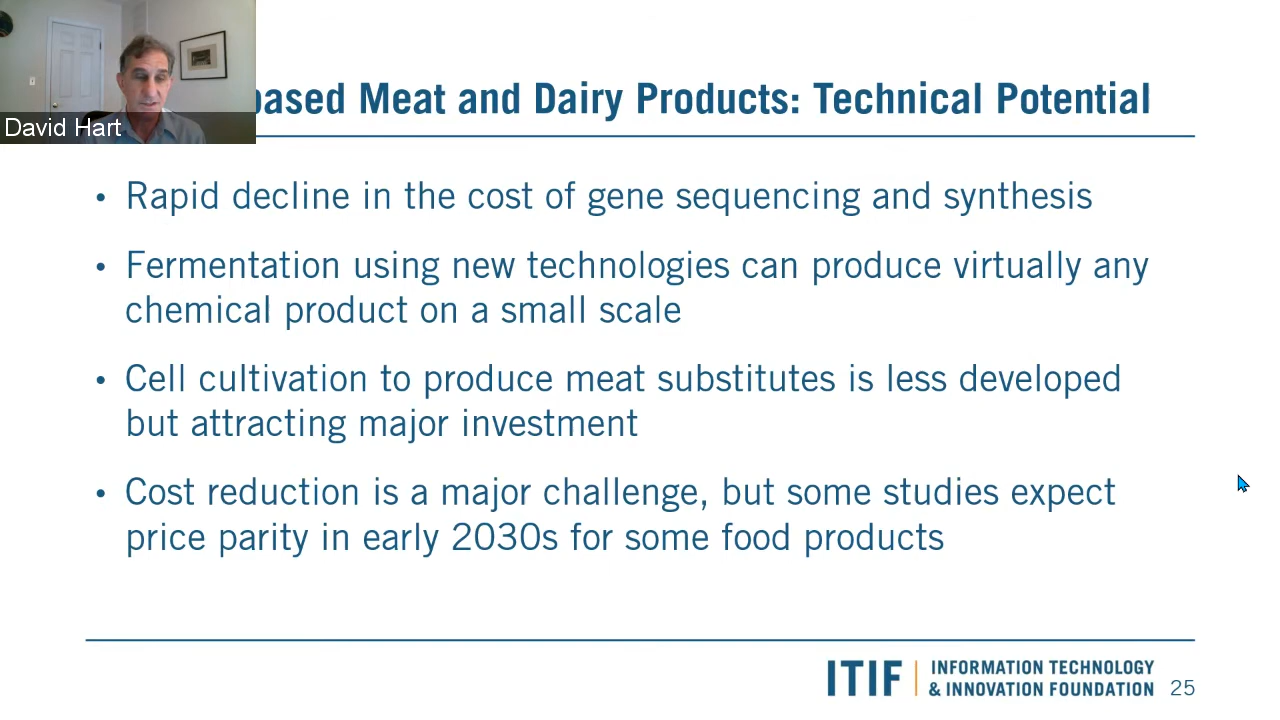 based Meat and Dairy Products: Technical Potential
David Hart
• Rapid decline in the cost of gene sequencing and synthesis
• Fermentation using new technologies can produce virtually any
chemical product on a small scale
• Cell cultivation to produce meat substitutes is less developed
but attracting major investment
• Cost reduction is a major challenge, but some studies expect
price parity in early 2030s for some food products
ITIF | INFORMATION TECHNOLOGY
& INNOVATION FOUNDATION
25